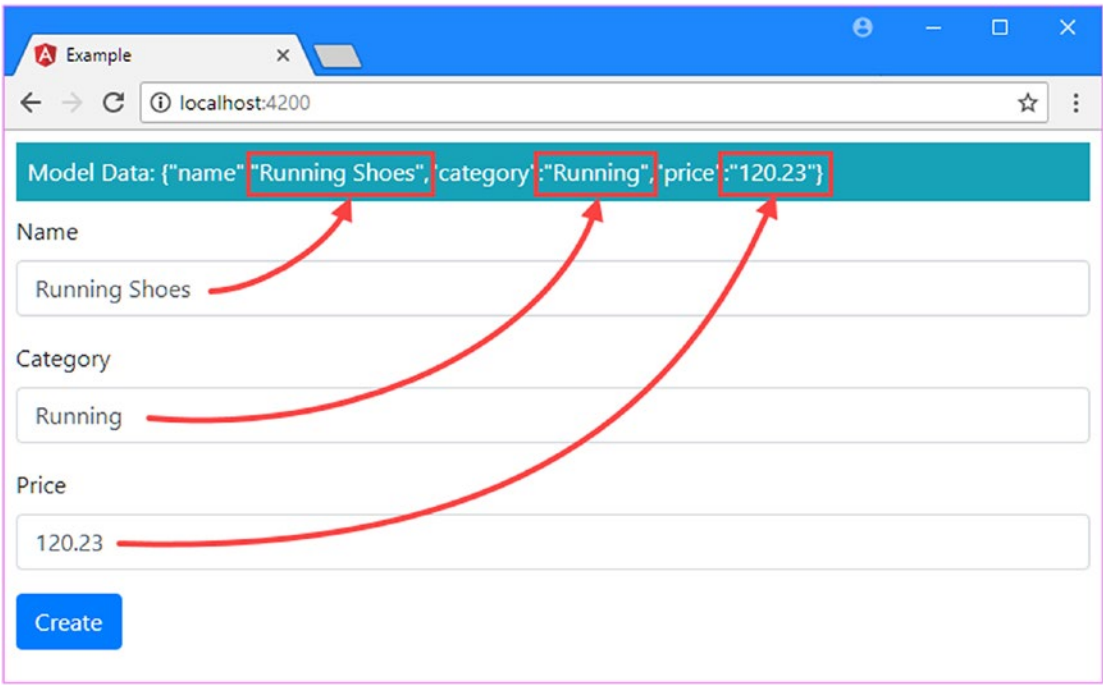 Example
localhost:4200
Model Data: {"name" "Running Shoes", 'category':"Running", 'price':"120.23"}
Name
Running Shoes
Category
Running
Price
120.23
Create